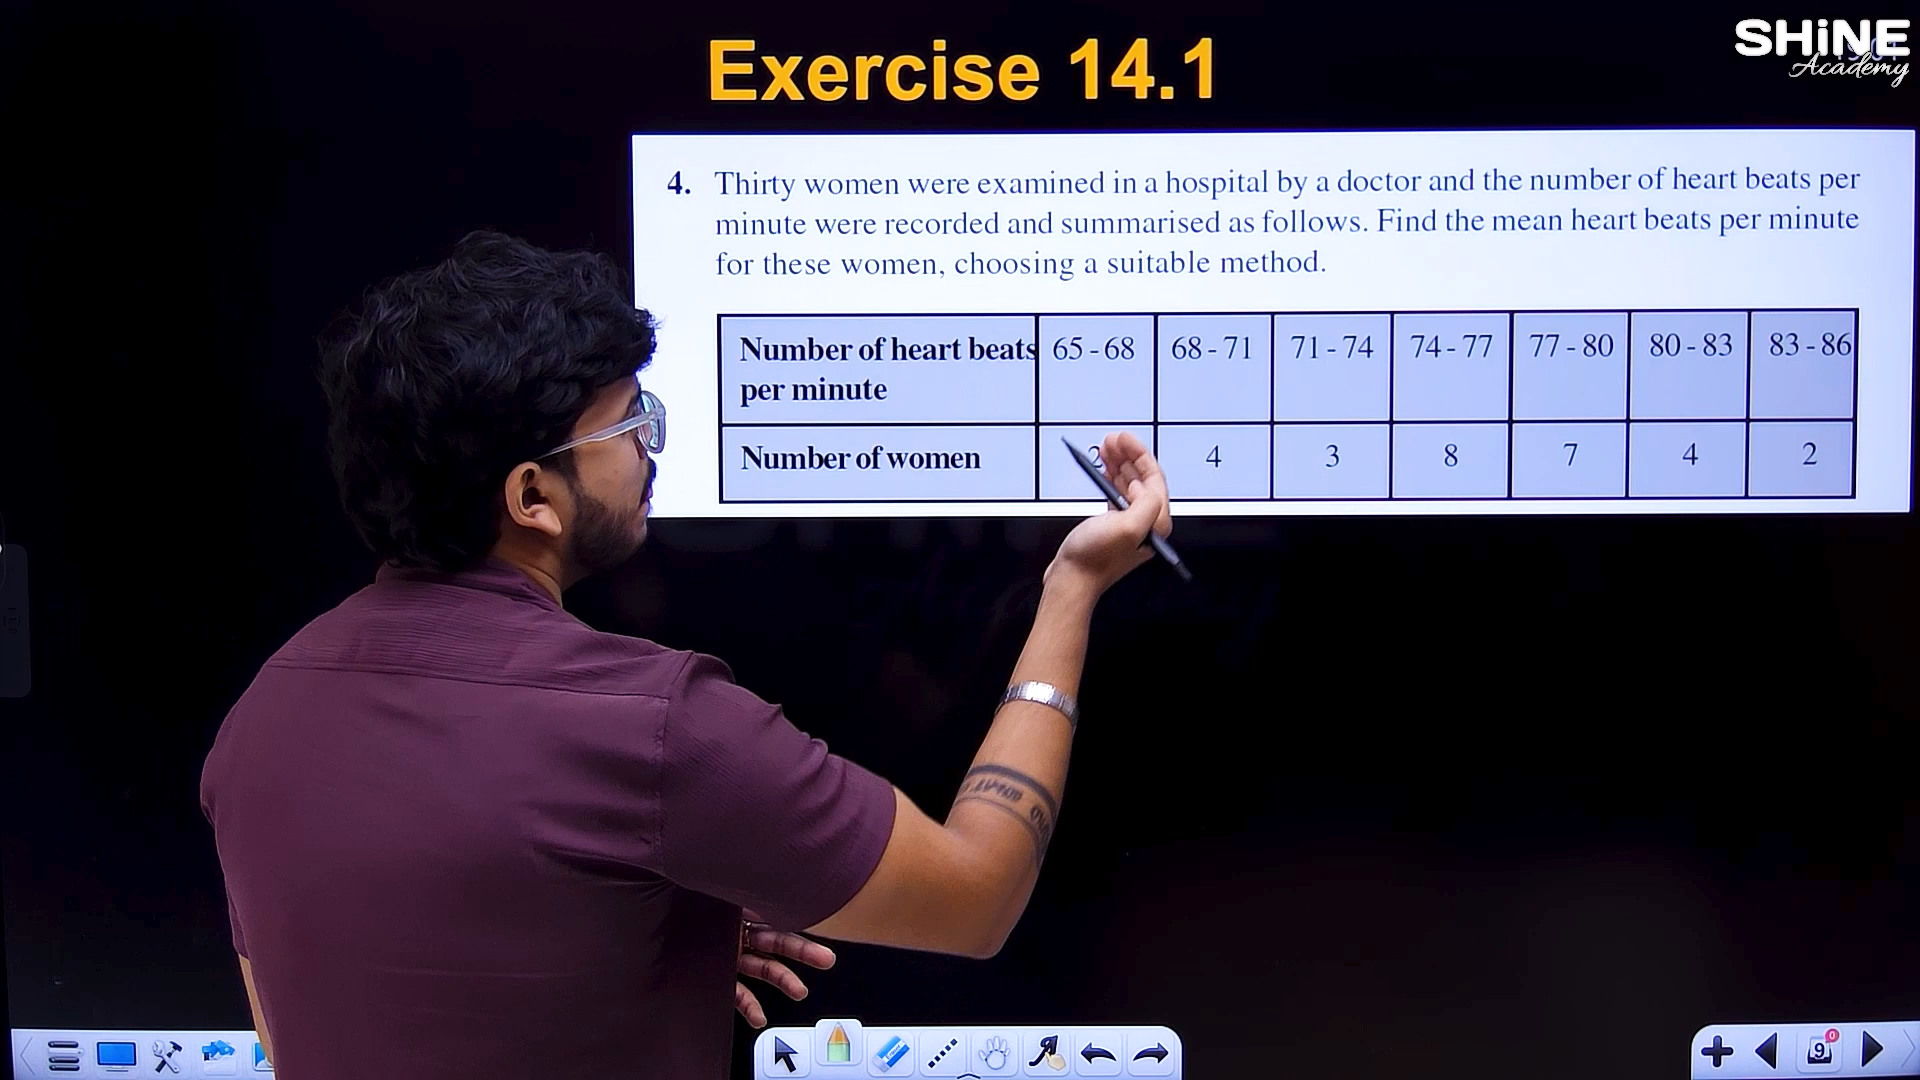 SHiNE
Academy
Exercise 14.1
4. Thirty women were examined in a hospital by a doctor and the number of heart beats per
minute were recorded and summarised as follows. Find the mean heart beats per minute
for these women, choosing a suitable method.
Number of heart beats per minute 65 - 68 68 - 71 71 - 74 74 - 77 77 - 80 80 - 83 83 - 86
Number of women 2 4 3 8 7 4 2
9
0